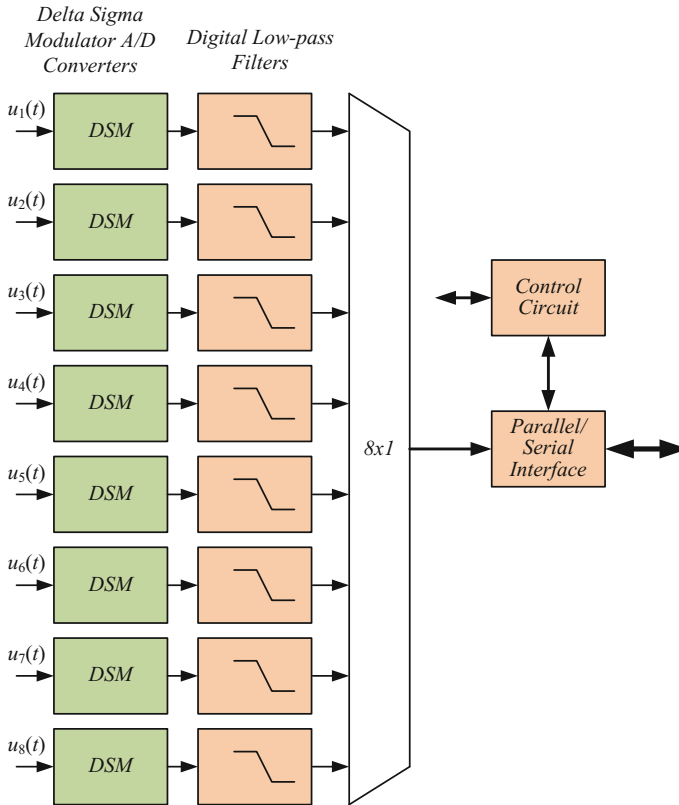 Delta Sigma
Modulator A/D
Converters
Digital Low-pass
Filters
u1(t)
DSM
u2(t)
DSM
u3(t)
DSM
u4(t)
DSM
u5(t)
DSM
u6(t)
DSM
u7(t)
DSM
u8(t)
DSM
8x1
Control
Circuit
Parallel/
Serial
Interface